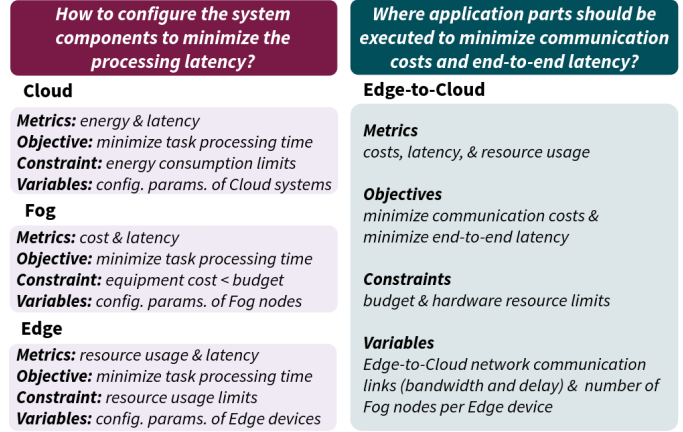 How to configure the system
components to minimize the
processing latency?
Cloud
Metrics: energy & latency
Objective: minimize task processing time
Constraint: energy consumption limits
Variables: config. params. of Cloud systems
Fog
Metrics: cost & latency
Objective: minimize task processing time
Constraint: equipment cost < budget
Variables: config. params. of Fog nodes
Edge
Metrics: resource usage & latency
Objective: minimize task processing time
Constraint: resource usage limits
Variables: config. params. of Edge devices
Where application parts should be
executed to minimize communication
costs and end-to-end latency?
Edge-to-Cloud
Metrics
costs, latency, & resource usage
Objectives
minimize communication costs &
minimize end-to-end latency
Constraints
budget & hardware resource limits
Variables
Edge-to-Cloud network communication
links (bandwidth and delay) & number of
Fog nodes per Edge device